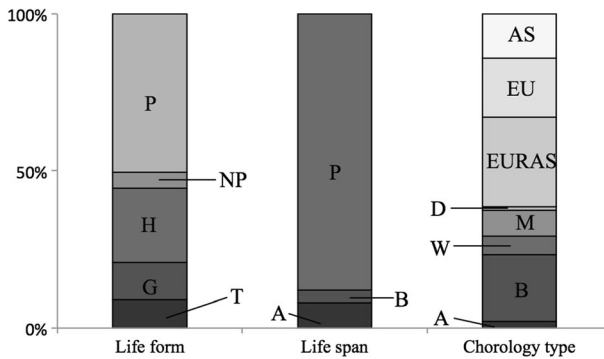 100%
50%
0%
P
NP
H
G
T
Life form
P
B
A
Life span
AS
EU
EURAS
D
M
W
B
A
Chorology type